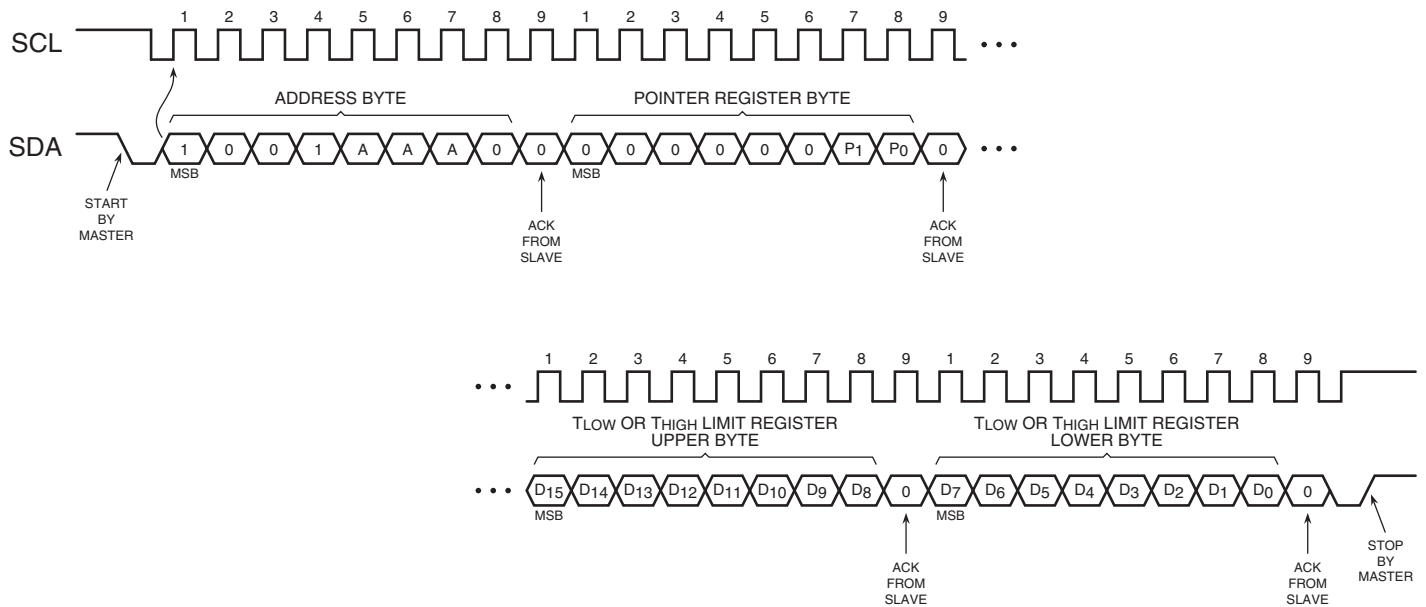 1 2 3 4 5 6 7 8 9 1 2 3 4 5 6 7 8 9
SCL • • •
ADDRESS BYTE POINTER REGISTER BYTE
SDA 1 0 0 1 A A A 0 0 0 0 0 0 0 0 P1 P0 0 • • •
MSB MSB
START
BY
MASTER
ACK
FROM
SLAVE
ACK
FROM
SLAVE
1 2 3 4 5 6 7 8 9 1 2 3 4 5 6 7 8 9
• • •
TLOW OR THIGH LIMIT REGISTER
UPPER BYTE
TLOW OR THIGH LIMIT REGISTER
LOWER BYTE
• • • D15 D14 D13 D12 D11 D10 D9 D8 0 D7 D6 D5 D4 D3 D2 D1 D0 0
MSB MSB
ACK
FROM
SLAVE
ACK
FROM
SLAVE
STOP
BY
MASTER